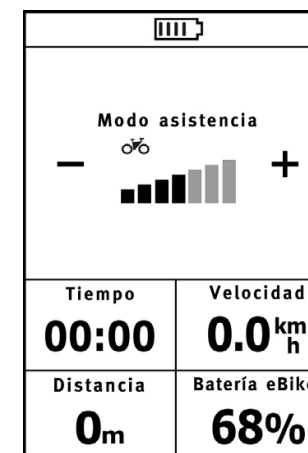 Modo asistencia
− +
Tiempo Velocidad
00:00 0.0 km/h
Distancia Batería eBike
0m 68%